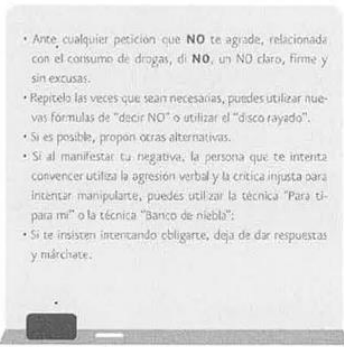 • Ante cualquier petición que NO te agrade, relacionada
con el consumo de drogas, di NO, un NO claro, firme y
sin excusas.
• Repítelo las veces que sean necesarias, puedes utilizar nue-
vas fórmulas de "decir NO" o utilizar el "disco rayado".
• Si es posible, propon otras alternativas.
• Si al manifestar tu negativa, la persona que te intenta
convencer utiliza la agresión verbal y la crítica injusta para
intentar manipularte, puedes utilizar la técnica "Para ti-
para mi" o la técnica "Banco de niebla":
• Si te insisten intentando obligarte, deja de dar respuestas
y márchate.